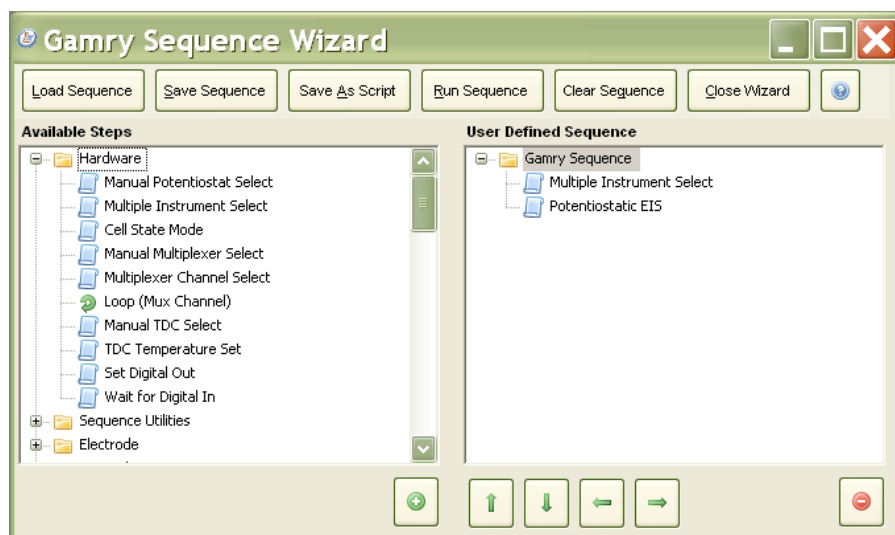 Gamry Sequence Wizard
Load Sequence Save Sequence Save As Script Run Sequence Clear Sequence Close Wizard
Available Steps
Hardware
Manual Potentiostat Select
Multiple Instrument Select
Cell State Mode
Manual Multiplexer Select
Multiplexer Channel Select
Loop (Mux Channel)
Manual TDC Select
TDC Temperature Set
Set Digital Out
Wait for Digital In
Sequence Utilities
Electrode
User Defined Sequence
Gamry Sequence
Multiple Instrument Select
Potentiostatic EIS